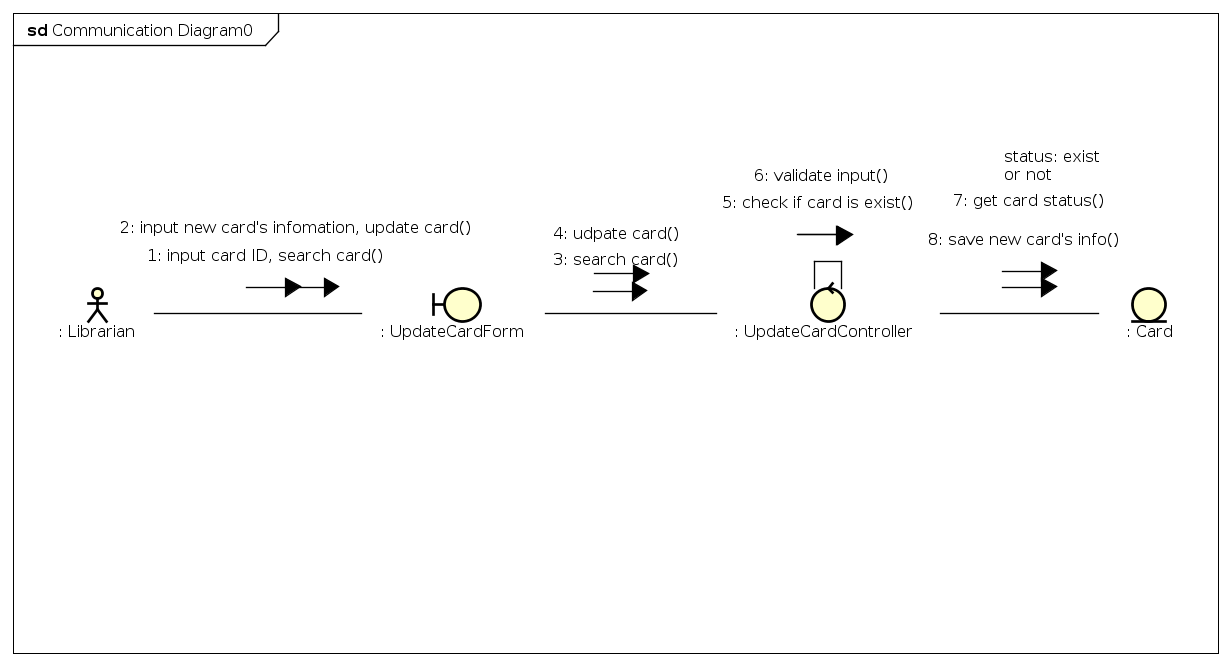 sd Communication Diagram0
status: exist
or not
6: validate input()
7: get card status()
5: check if card is exist()
2: input new card's infomation, update card()
4: udpate card()
8: save new card's info()
1: input card ID, search card()
3: search card()
: Librarian
: UpdateCardForm
: UpdateCardController
: Card